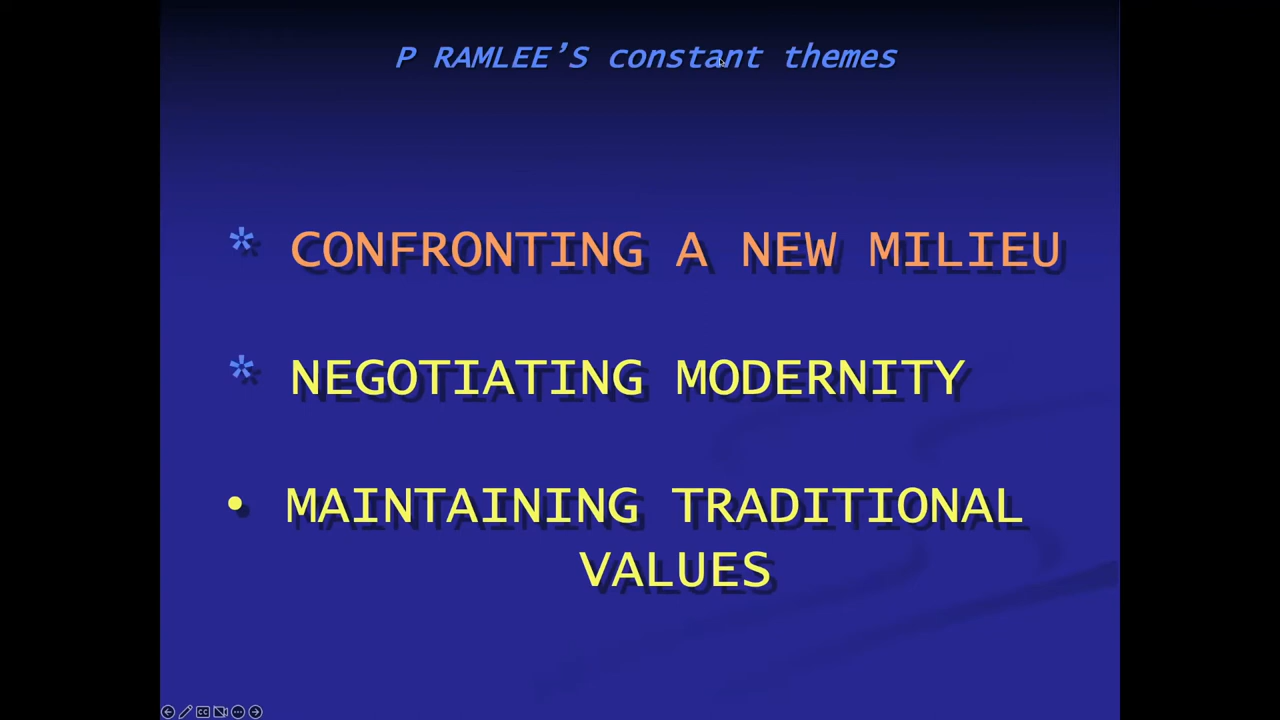 P RAMLEE’S constant themes
* CONFRONTING A NEW MILIEU
* NEGOTIATING MODERNITY
• MAINTAINING TRADITIONAL
VALUES